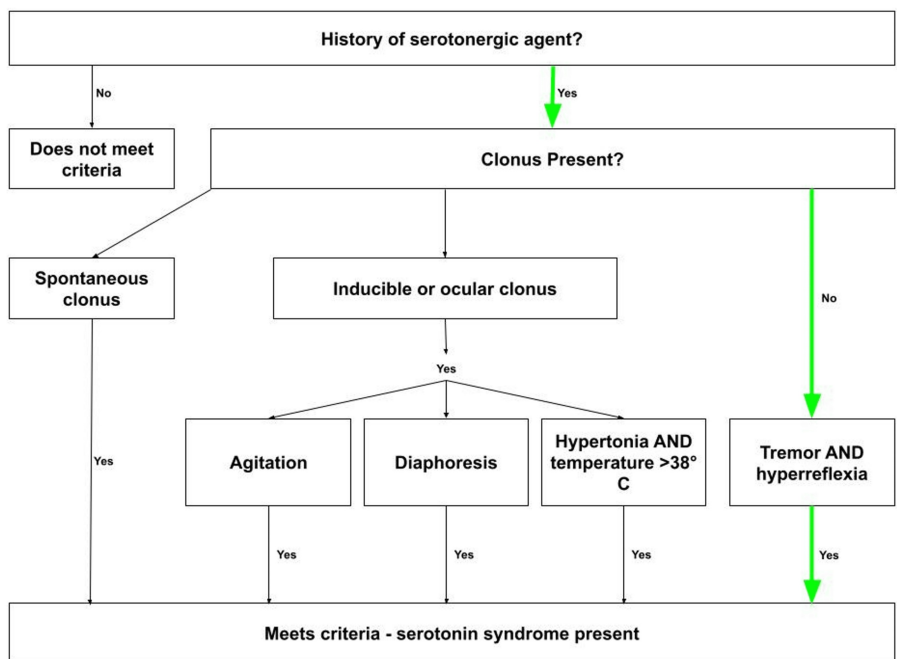 History of serotonergic agent?
No
Yes
Does not meet
criteria
Clonus Present?
Spontaneous
clonus
Inducible or ocular clonus
No
Yes
Agitation
Diaphoresis
Hypertonia AND
temperature >38°
C
Tremor AND
hyperreflexia
Yes
Yes
Yes
Yes
Yes
Meets criteria - serotonin syndrome present